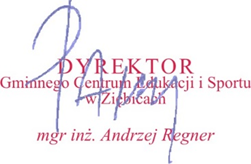 DYREKTOR
Gminnego Centrum Edukacji i Sportu
w Ziębicach
mgr inż. Andrzej Regner